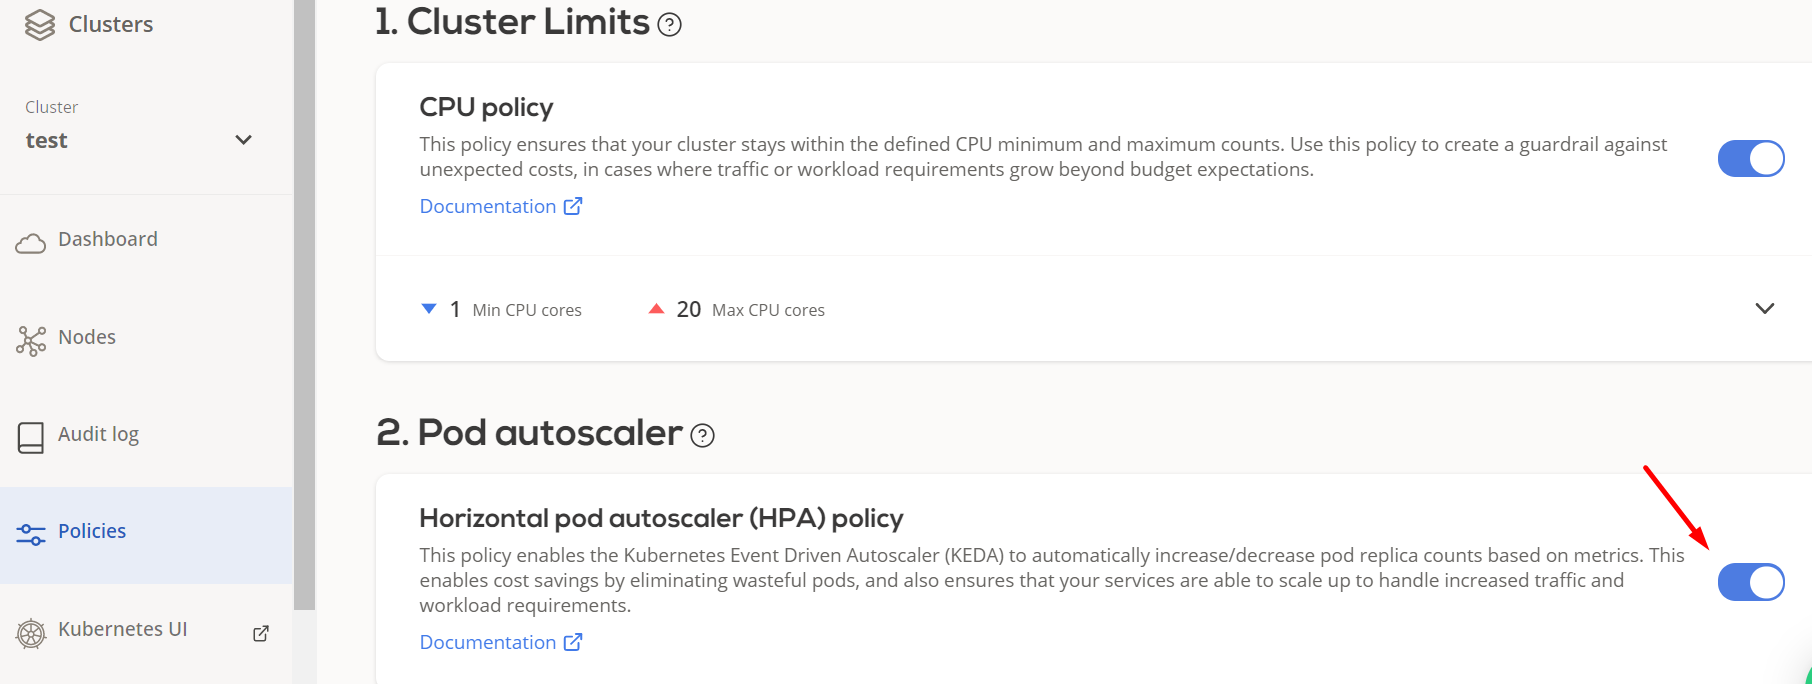 Clusters
Cluster
test
Dashboard
Nodes
Audit log
Policies
Kubernetes UI
1. Cluster Limits
CPU policy
This policy ensures that your cluster stays within the defined CPU minimum and maximum counts. Use this policy to create a guardrail against
unexpected costs, in cases where traffic or workload requirements grow beyond budget expectations.
Documentation
1 Min CPU cores 20 Max CPU cores
2. Pod autoscaler
Horizontal pod autoscaler (HPA) policy
This policy enables the Kubernetes Event Driven Autoscaler (KEDA) to automatically increase/decrease pod replica counts based on metrics. This
enables cost savings by eliminating wasteful pods, and also ensures that your services are able to scale up to handle increased traffic and
workload requirements.
Documentation